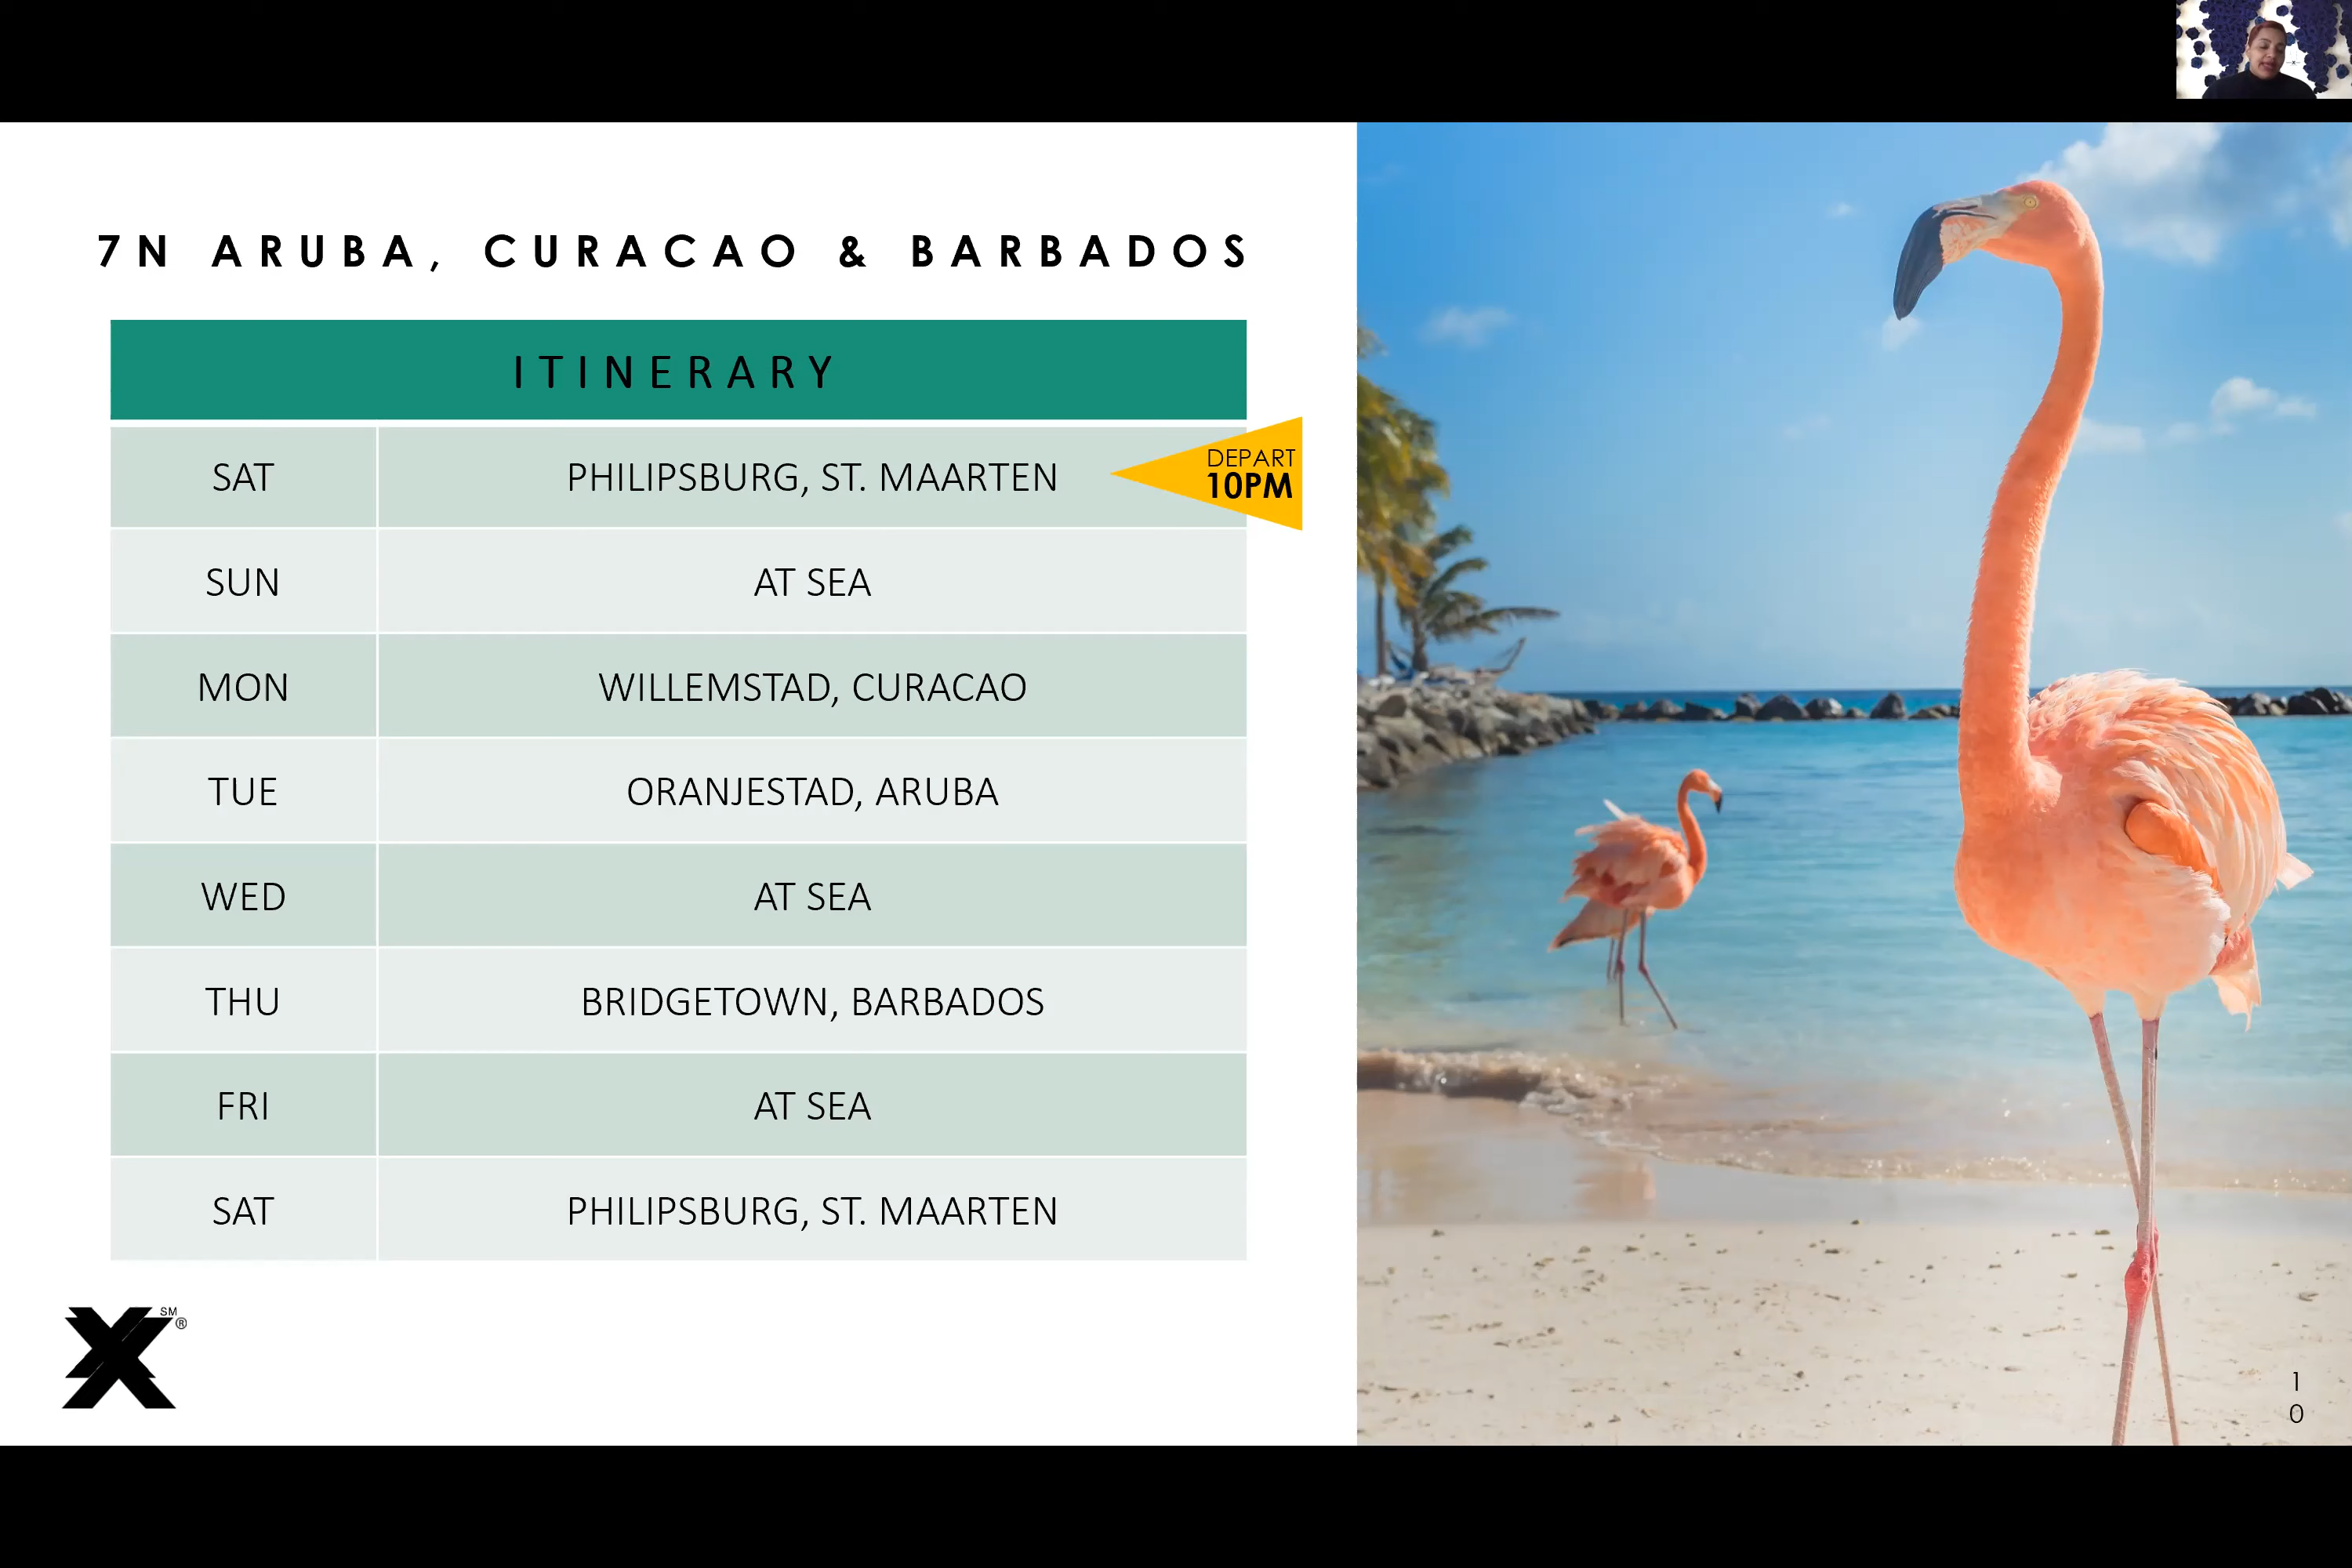 7N ARUBA, CURACAO & BARBADOS
ITINERARY
SAT PHILIPSBURG, ST. MAARTEN
DEPART
10PM
SUN AT SEA
MON WILLEMSTAD, CURACAO
TUE ORANJESTAD, ARUBA
WED AT SEA
THU BRIDGETOWN, BARBADOS
FRI AT SEA
SAT PHILIPSBURG, ST. MAARTEN
X SM ®
1
0